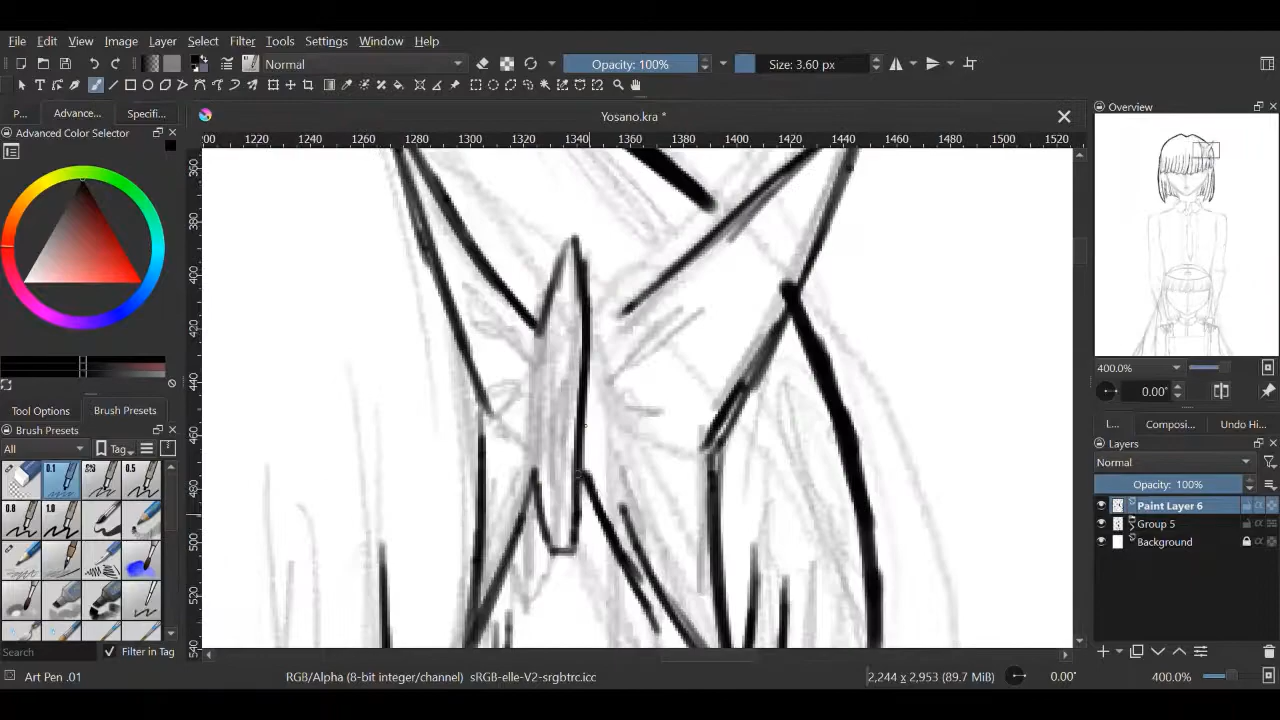 File Edit View Image Layer Select Filter Tools Settings Window Help
Normal Opacity: 100% Size: 3.60 px
P... Advance... Specifi... Yosano.kra *
Advanced Color Selector
1220 1240 1260 1280 1300 1320 1340 1360 1380 1400 1420 1440 1460 1480 1500 1520
360
380
400
420
440
460
480
500
520
540
Tool Options Brush Presets
Brush Presets
All Tag
0.1 0.5
0.8 1.0
Search Filter in Tag
Overview
400.0%
0.00°
L... Composi... Undo Hi...
Layers
Normal
Opacity: 100%
Paint Layer 6
Group 5
Background
Art Pen .01 RGB/Alpha (8-bit integer/channel) sRGB-elle-V2-srgbtrc.icc 2,244 x 2,953 (89.7 MiB) 0.00° 400.0%